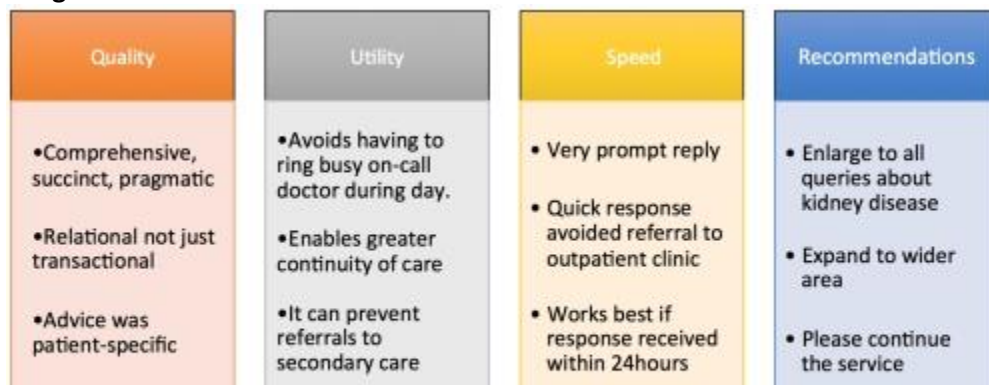 Quality
•Comprehensive,
succinct, pragmatic
•Relational not just
transactional
•Advice was
patient-specific
Utility
•Avoids having to
ring busy on-call
doctor during day.
•Enables greater
continuity of care
•It can prevent
referrals to
secondary care
Speed
• Very prompt reply
• Quick response
avoided referral to
outpatient clinic
• Works best if
response received
within 24hours
Recommendations
• Enlarge to all
queries about
kidney disease
• Expand to wider
area
• Please continue
the service